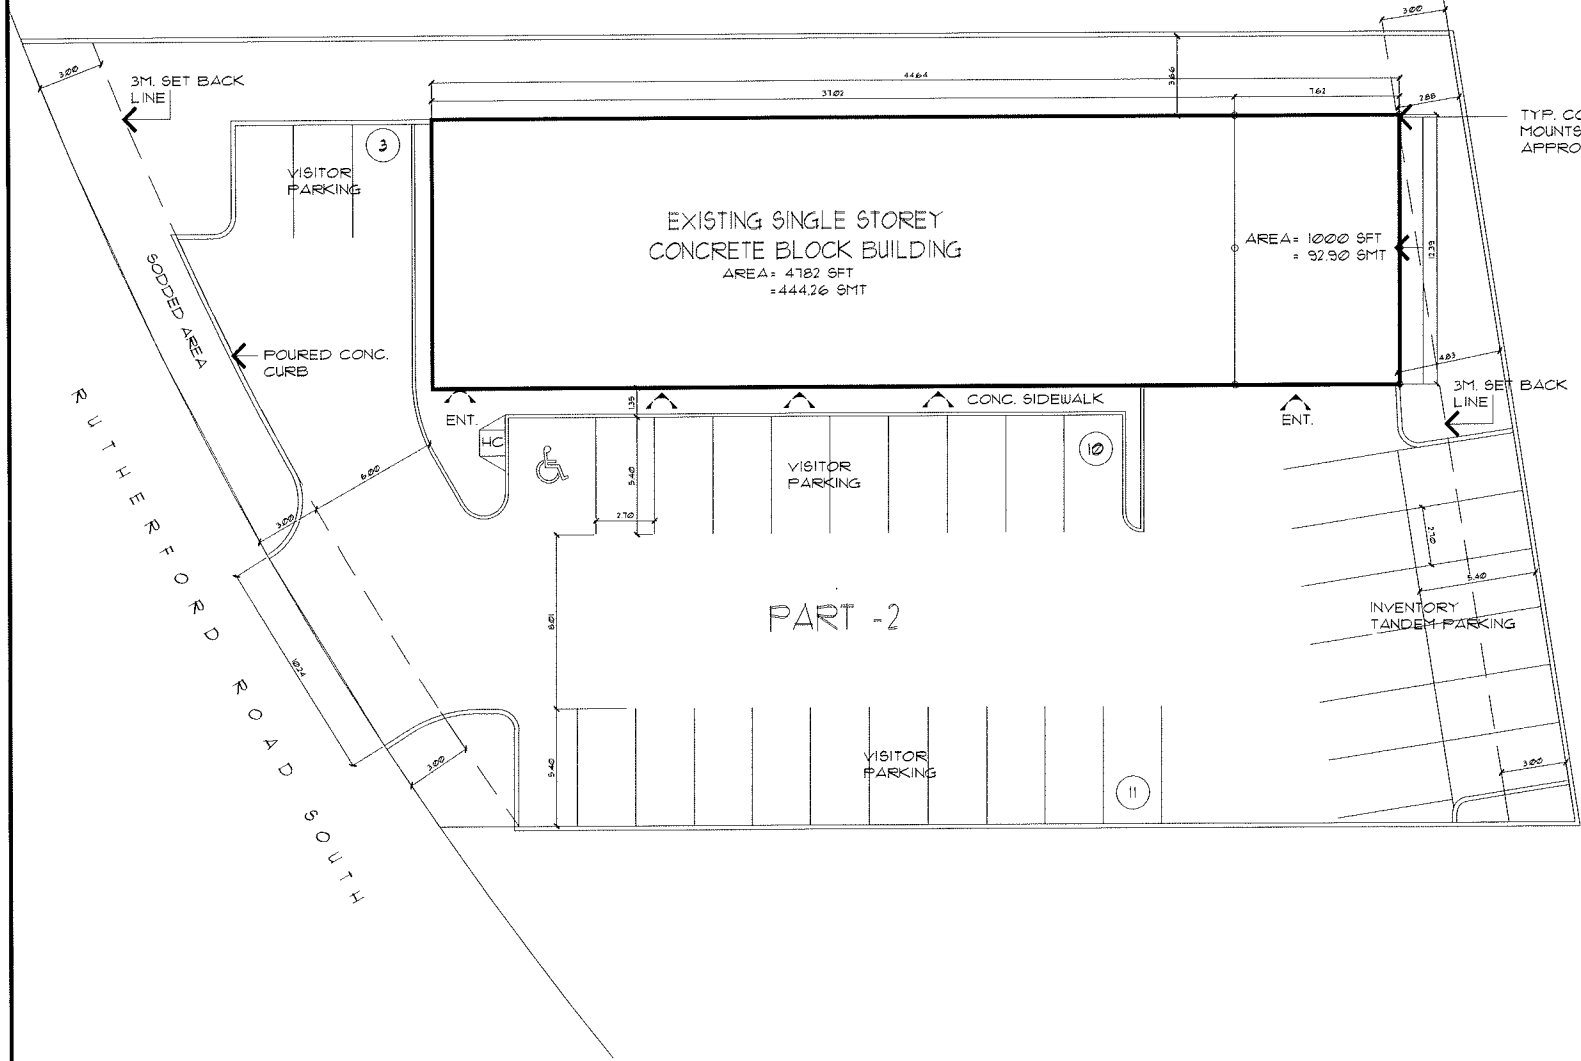 3.00
3.00
3M. SET BACK
LINE
44.64
3.66
37.02
7.62
2.88
TYP. CO
MOUNTS
APPRO
3
VISITOR
PARKING
EXISTING SINGLE STOREY
CONCRETE BLOCK BUILDING
AREA= 4782 SFT
=444.26 SMT
AREA= 1000 SFT
= 92.90 SMT
12.39
SODDED AREA
POURED CONC.
CURB
4.83
3M. SET BACK
LINE
ENT.
1.35
CONC. SIDEWALK
ENT.
HC
10
VISITOR
PARKING
5.40
6.00
2.70
3.00
2.70
5.40
INVENTORY
TANDEM PARKING
PART -2
8.01
10.24
RUTHERFORD ROAD SOUTH
VISITOR
PARKING
5.40
3.00
3.00
11